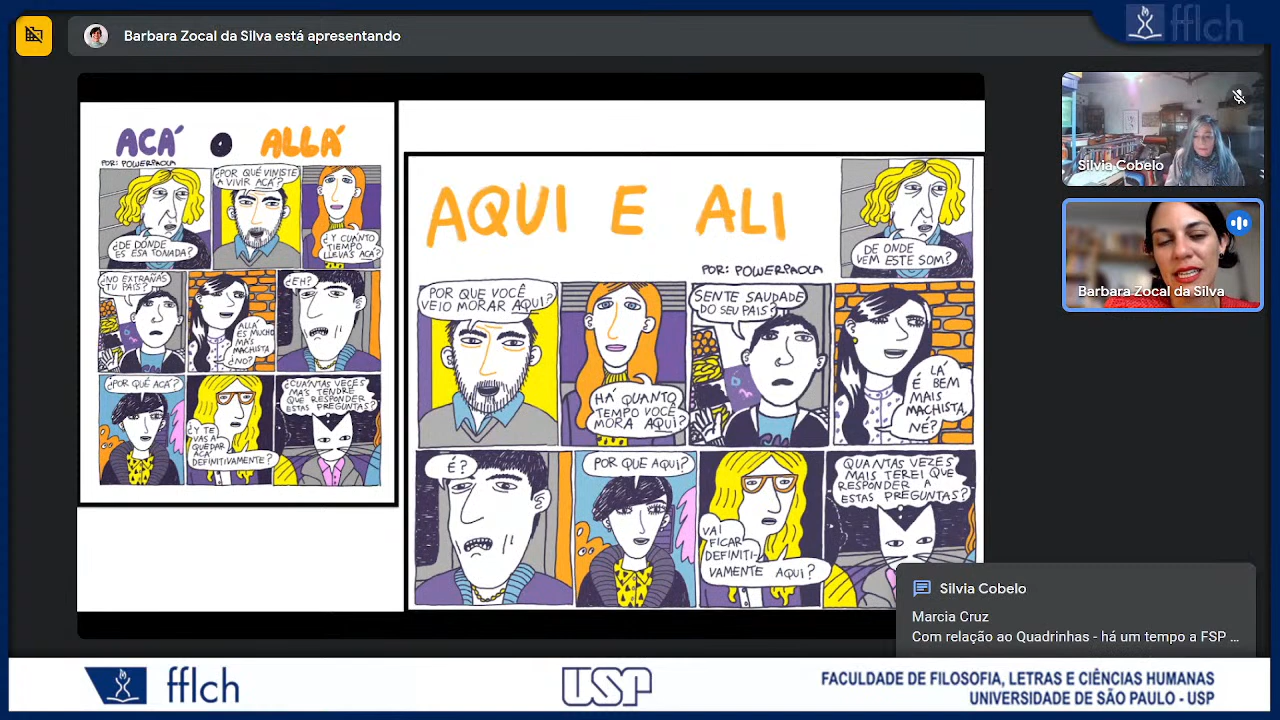 Barbara Zocal da SIlva está apresentando
fflch
ACÁ O ALLÁ
POR: POWERPAOLA
¿DE DÓNDE
ES ESA TONADA?
¿POR QUÉ VINISTE
A VIVIR ACÁ?
¿Y CUÁNTO
TIEMPO
LLEVAS ACÁ?
¿NO EXTRAÑAS
TU PAÍS?
ALLÁ
ES MUCHO
MÁS
MACHISTA
¿NO?
¿EH?
¿POR QUÉ ACÁ?
¿Y TE
VAS A
QUEDAR
ACÁ
DEFINITIVAMENTE?
¿CUÁNTAS VECES
MÁS TENDRÉ
QUE RESPONDER
ESTAS PREGUNTAS?
AQUI E ALI
POR: POWERPAOLA
DE ONDE
VEM ESTE SOM?
POR QUE VOCÊ
VEIO MORAR AQUI?
HÁ QUANTO
TEMPO VOCÊ
MORA AQUI?
SENTE SAUDADE
DO SEU PAÍS?
LÁ
É BEM
MAIS
MACHISTA,
NÉ?
É?
POR QUE AQUI?
VAI
FICAR
DEFINITI-
VAMENTE AQUI?
QUANTAS VEZES
MAIS TEREI QUE
RESPONDER A
ESTAS PREGUNTAS?
Silvia Cobelo
Barbara Zocal da SIlva
Silvia Cobelo
Marcia Cruz
Com relação ao Quadrinhas - há um tempo a FSP ...
fflch
USP
FACULDADE DE FILOSOFIA, LETRAS E CIÊNCIAS HUMANAS
UNIVERSIDADE DE SÃO PAULO - USP